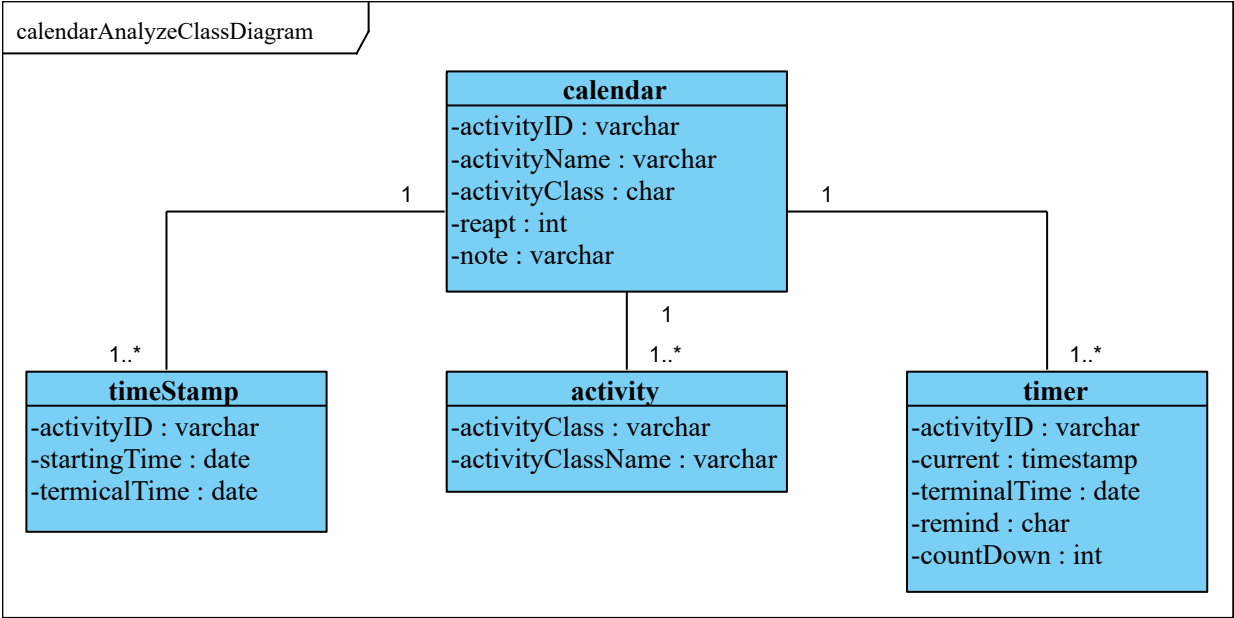 calendarAnalyzeClassDiagram
calendar
-activityID : varchar
-activityName : varchar
-activityClass : char
-reapt : int
-note : varchar
1
1
1
1..*
1..*
1..*
timeStamp
-activityID : varchar
-startingTime : date
-termicalTime : date
activity
-activityClass : varchar
-activityClassName : varchar
timer
-activityID : varchar
-current : timestamp
-terminalTime : date
-remind : char
-countDown : int